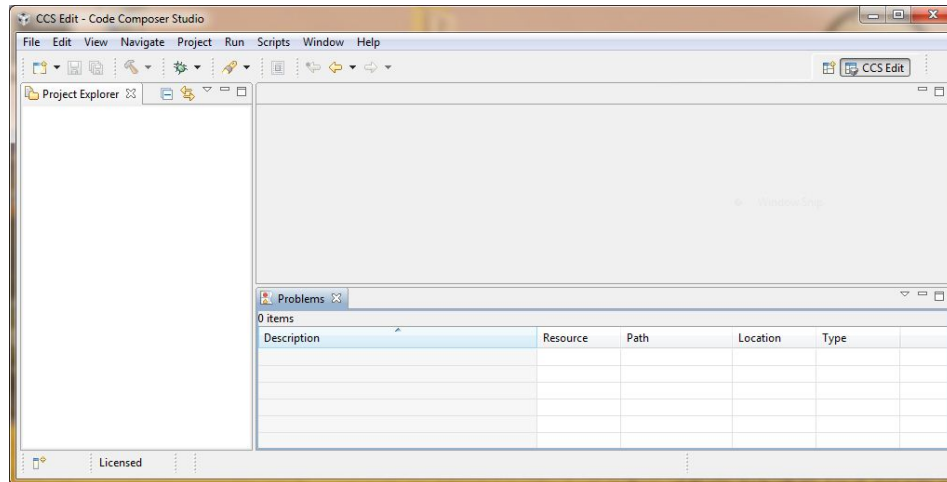 CCS Edit - Code Composer Studio
File Edit View Navigate Project Run Scripts Window Help
CCS Edit
Project Explorer
Problems
0 items
Description Resource Path Location Type
Licensed